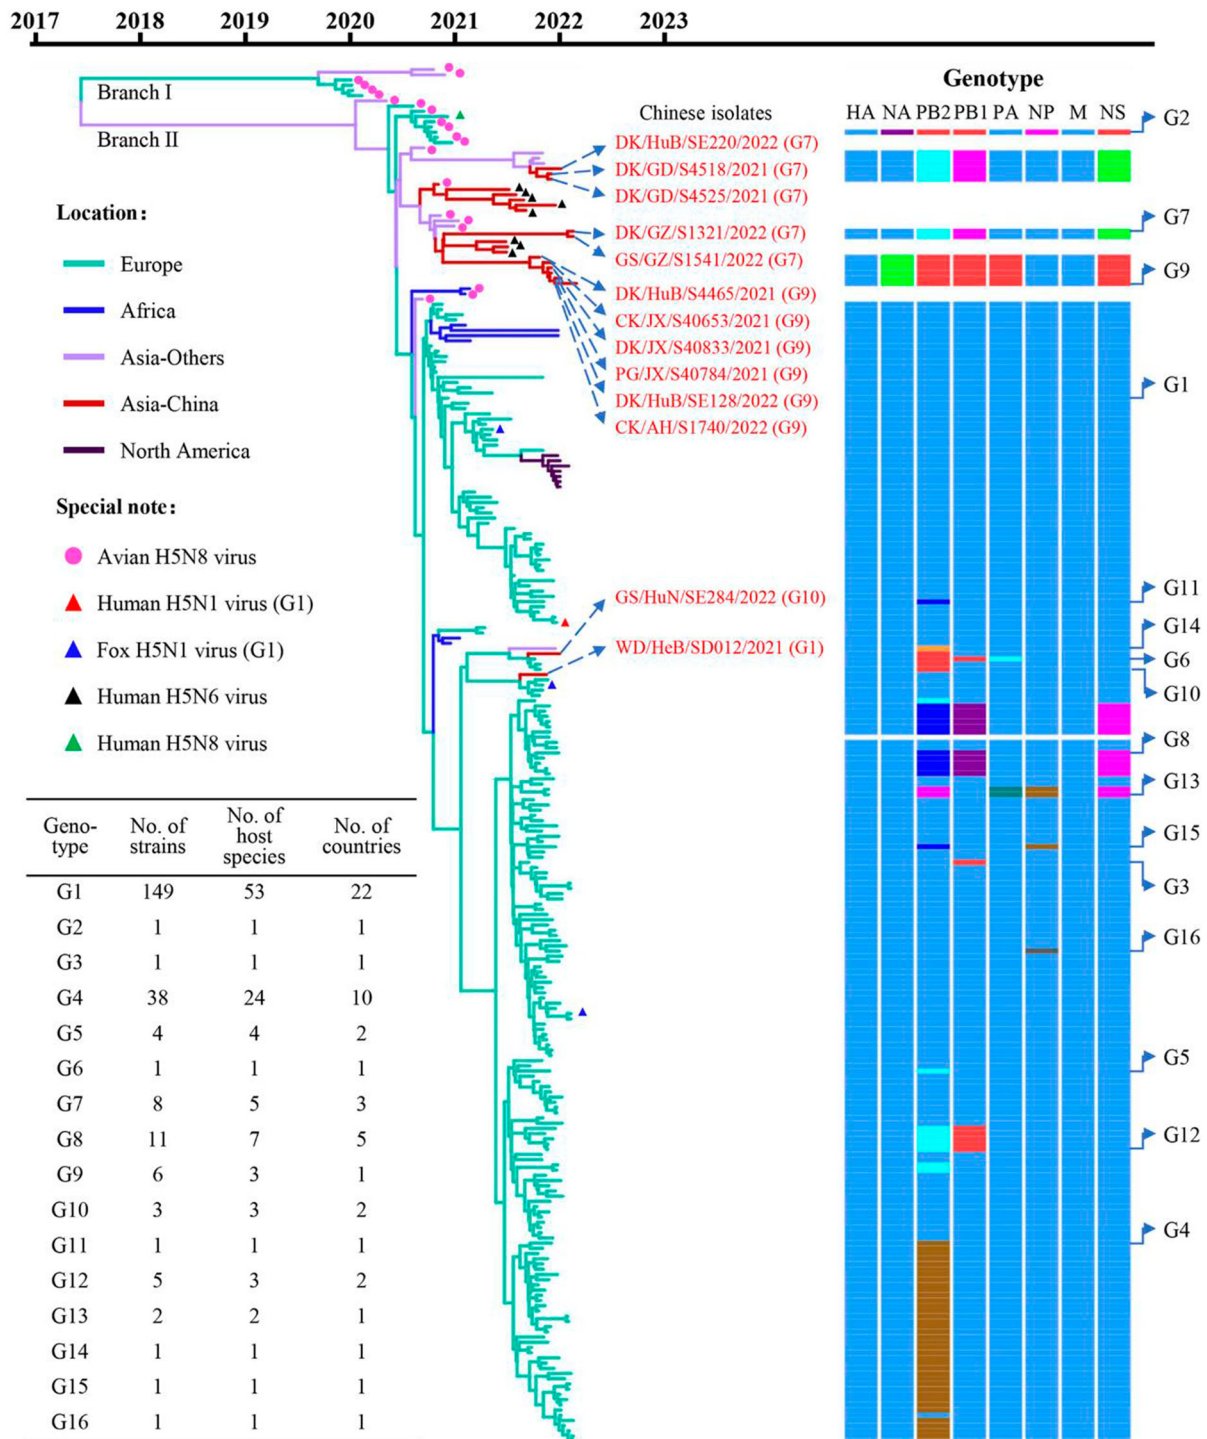 2017 2018 2019 2020 2021 2022 2023
Branch I
Branch II
Location:
Europe
Africa
Asia-Others
Asia-China
North America
Special note:
Avian H5N8 virus
Human H5N1 virus (G1)
Fox H5N1 virus (G1)
Human H5N6 virus
Human H5N8 virus
Geno-type No. of strains No. of host species No. of countries
G1 149 53 22
G2 1 1 1
G3 1 1 1
G4 38 24 10
G5 4 4 2
G6 1 1 1
G7 8 5 3
G8 11 7 5
G9 6 3 1
G10 3 3 2
G11 1 1 1
G12 5 3 2
G13 2 2 1
G14 1 1 1
G15 1 1 1
G16 1 1 1
Chinese isolates
DK/HuB/SE220/2022 (G7)
DK/GD/S4518/2021 (G7)
DK/GD/S4525/2021 (G7)
DK/GZ/S1321/2022 (G7)
GS/GZ/S1541/2022 (G7)
DK/HuB/S4465/2021 (G9)
CK/JX/S40653/2021 (G9)
DK/JX/S40833/2021 (G9)
PG/JX/S40784/2021 (G9)
DK/HuB/SE128/2022 (G9)
CK/AH/S1740/2022 (G9)
GS/HuN/SE284/2022 (G10)
WD/HeB/SD012/2021 (G1)
Genotype
HA NA PB2 PB1 PA NP M NS
G2
G7
G9
G1
G11
G14
G6
G10
G8
G13
G15
G3
G16
G5
G12
G4